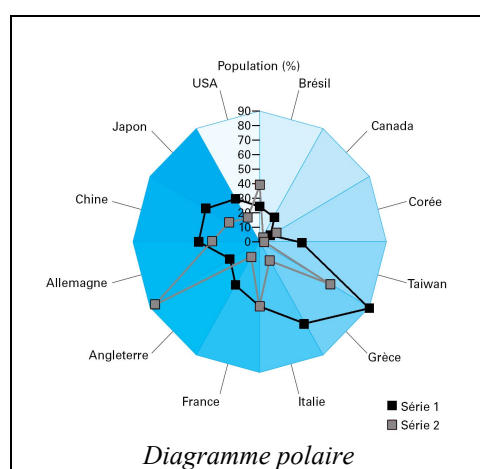 Population (%)
USA
Brésil
Japon
Canada
90
80
70
60
50
40
30
20
10
0
Chine
Corée
Allemagne
Taiwan
Angleterre
Grèce
France
Italie
Série 1
Série 2
Diagramme polaire